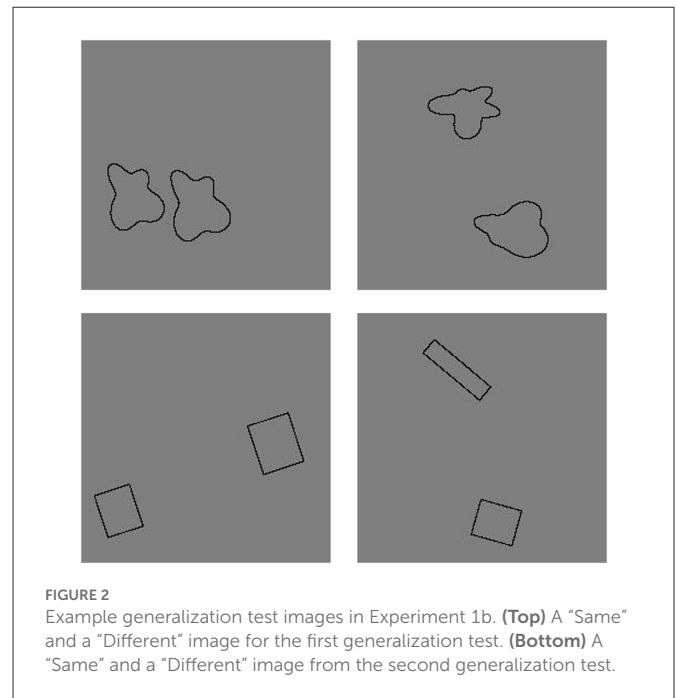 FIGURE 2
Example generalization test images in Experiment 1b. (Top) A “Same”
and a “Different” image for the first generalization test. (Bottom) A
“Same” and a “Different” image from the second generalization test.